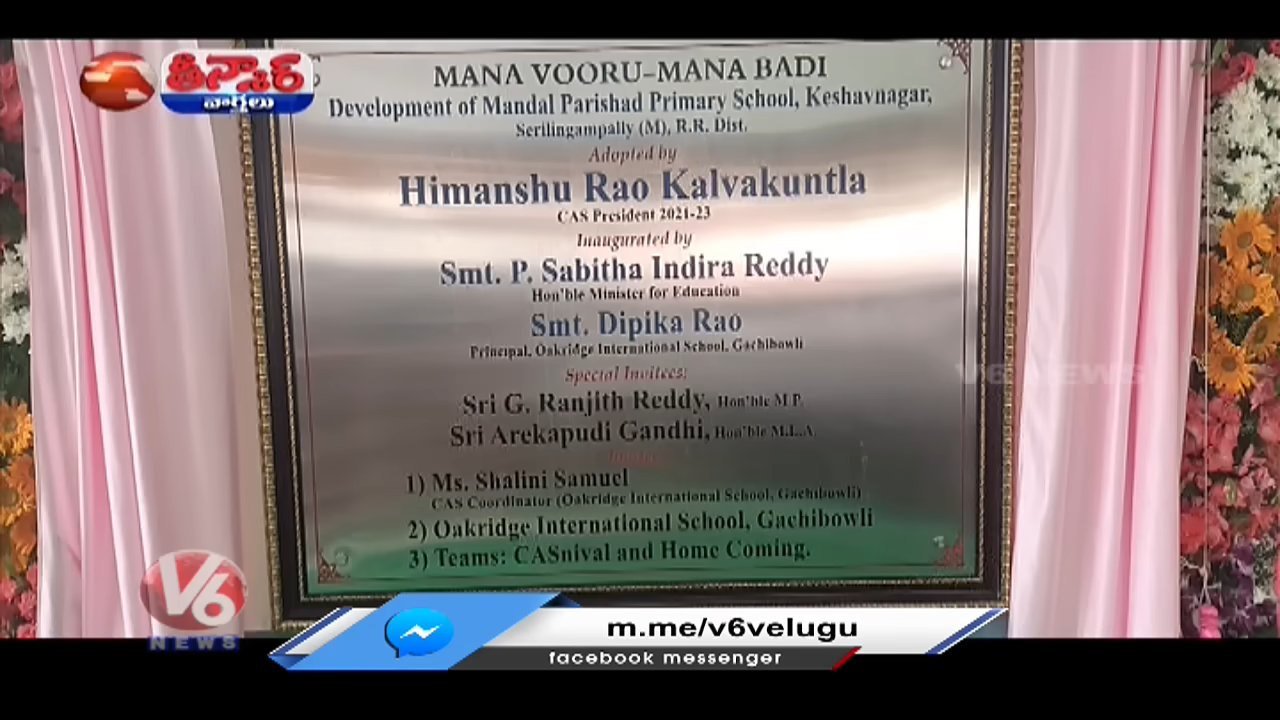 తీన్మార్
వార్తలు
MANA VOORU-MANA BADI
Development of Mandal Parishad Primary School, Keshavnagar,
Serilingampally (M), R.R. Dist.
Adopted by
Himanshu Rao Kalvakuntla
CAS President 2021-23
Inaugurated by
Smt. P. Sabitha Indira Reddy
Hon'ble Minister for Education
Smt. Dipika Rao
Principal, Oakridge International School, Gachibowli
Special Invitees:
Sri G. Ranjith Reddy, Hon'ble M.P.
Sri Arekapudi Gandhi, Hon'ble M.L.A.
1) Ms. Shalini Samuel
CAS Coordinator (Oakridge International School, Gachibowli)
2) Oakridge International School, Gachibowli
3) Teams: CASnival and Home Coming.
V6 NEWS
V6
NEWS
m.me/v6velugu
facebook messenger